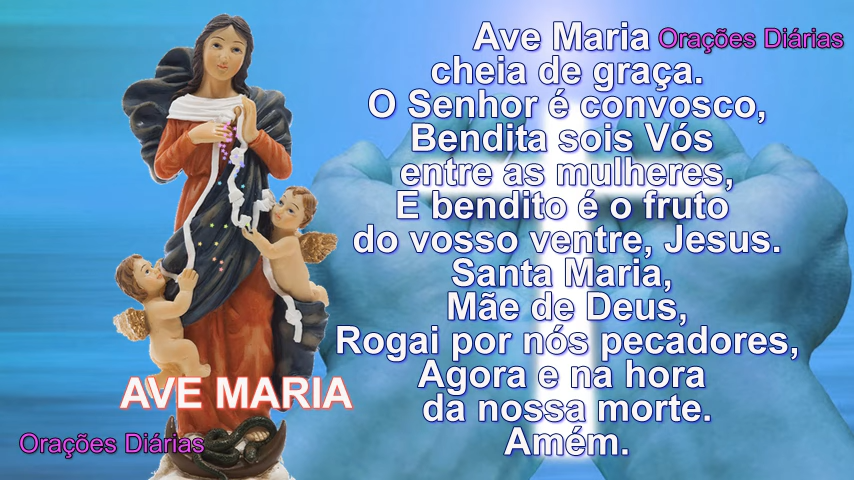 Ave Maria
Orações Diárias
cheia de graça.
O Senhor é convosco,
Bendita sois Vós
entre as mulheres,
E bendito é o fruto
do vosso ventre, Jesus.
Santa Maria,
Mãe de Deus,
Rogai por nós pecadores,
Agora e na hora
da nossa morte.
Amém.
AVE MARIA
Orações Diárias